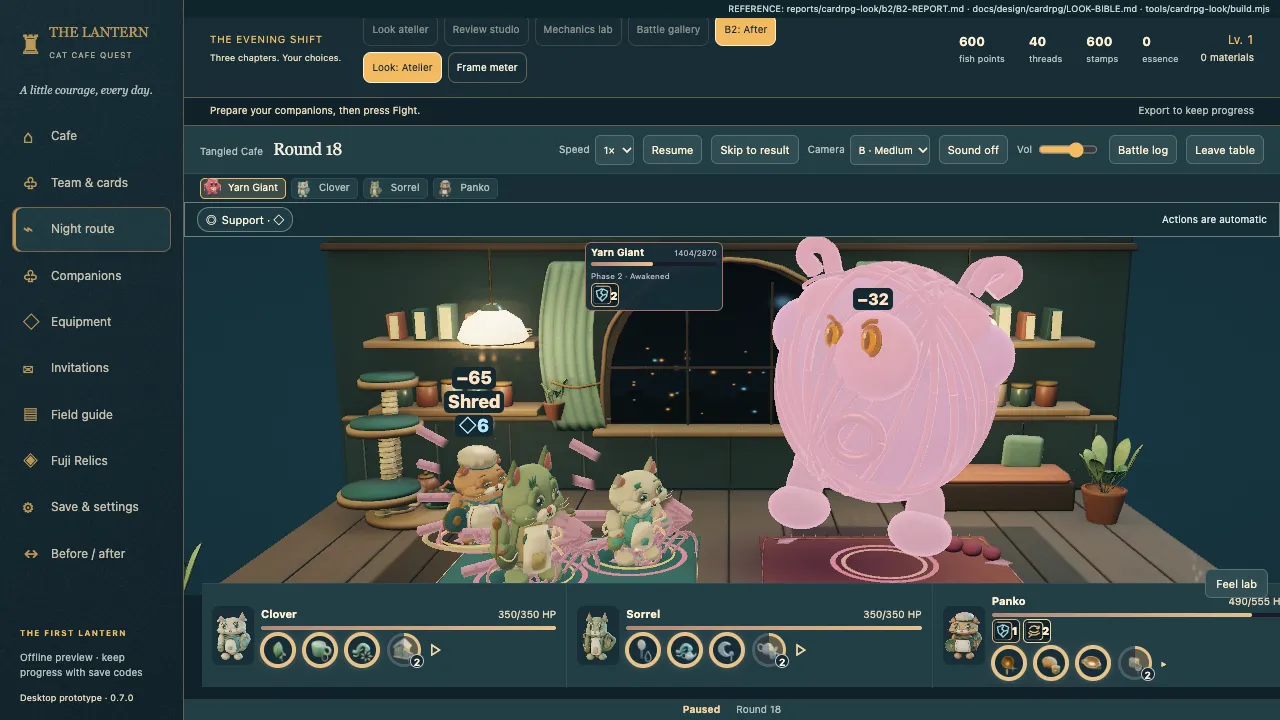 REFERENCE: reports/cardrpg-look/b2/B2-REPORT.md · docs/design/cardrpg/LOOK-BIBLE.md · tools/cardrpg-look/build.mjs
THE LANTERN
CAT CAFE QUEST
A little courage, every day.
Cafe
Team & cards
Night route
Companions
Equipment
Invitations
Field guide
Fuji Relics
Save & settings
Before / after
THE FIRST LANTERN
Offline preview · keep
progress with save codes
Desktop prototype · 0.7.0
THE EVENING SHIFT
Three chapters. Your choices.
Look atelier
Review studio
Mechanics lab
Battle gallery
B2: After
Look: Atelier
Frame meter
600
fish points
40
threads
600
stamps
0
essence
Lv. 1
0 materials
Prepare your companions, then press Fight.
Export to keep progress
Tangled Cafe
Round 18
Speed
1x
Resume
Skip to result
Camera
B · Medium
Sound off
Vol
Battle log
Leave table
Yarn Giant
Clover
Sorrel
Panko
Support ·
Actions are automatic
Yarn Giant
1404/2870
Phase 2 · Awakened
2
−32
−65
Shred
6
Feel lab
Clover
350/350 HP
2
Sorrel
350/350 HP
2
Panko
490/555 H
1
2
2
Paused
Round 18